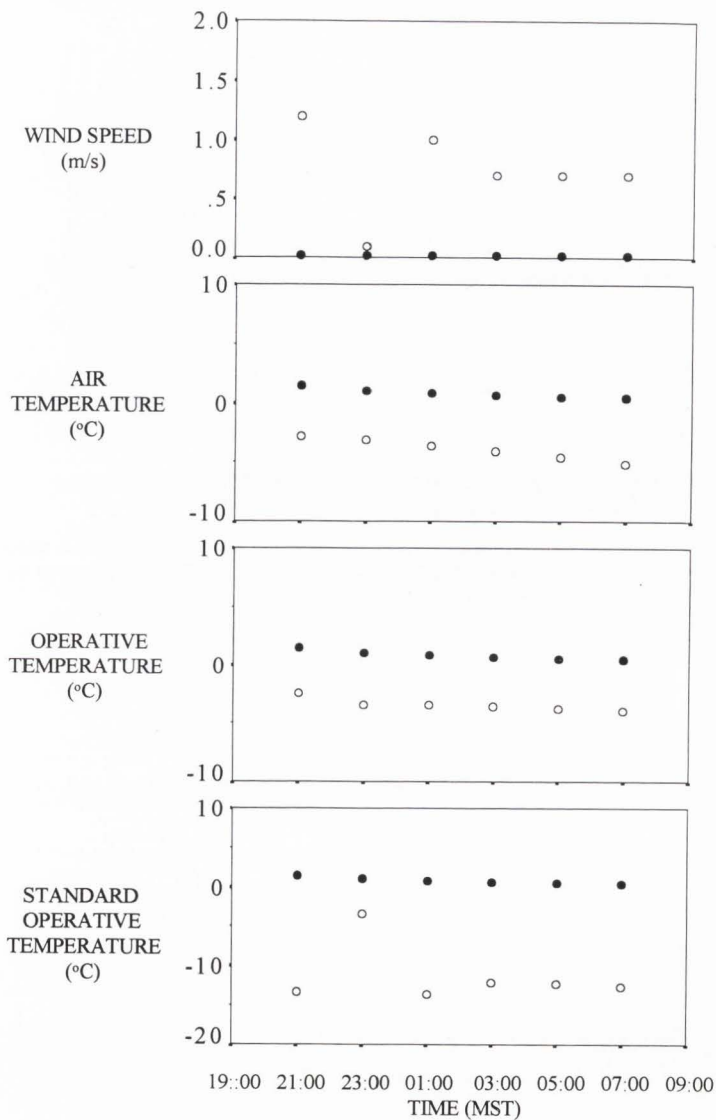 2.0
1.5
WIND SPEED
1.0
(m/s)
.5
0.0
10
AIR
TEMPERATURE
0
(°C)
-10
10
OPERATIVE
TEMPERATURE
0
(°C)
-10
10
STANDARD
0
OPERATIVE
TEMPERATURE
-10
(°C)
-20
19::00 21:00 23:00 01:00 03:00 05:00 07:00 09:00
TIME (MST)